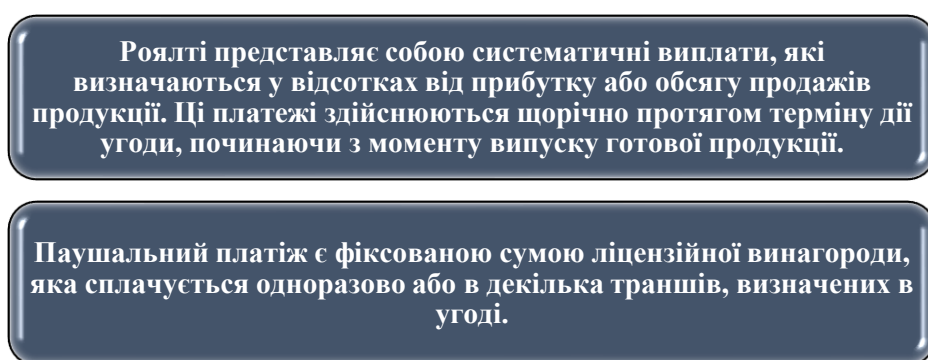 Роялті представляє собою систематичні виплати, які
визначаються у відсотках від прибутку або обсягу продажів
продукції. Ці платежі здійснюються щорічно протягом терміну дії
угоди, починаючи з моменту випуску готової продукції.
Паушальний платіж є фіксованою сумою ліцензійної винагороди,
яка сплачується одноразово або в декілька траншів, визначених в
угоді.